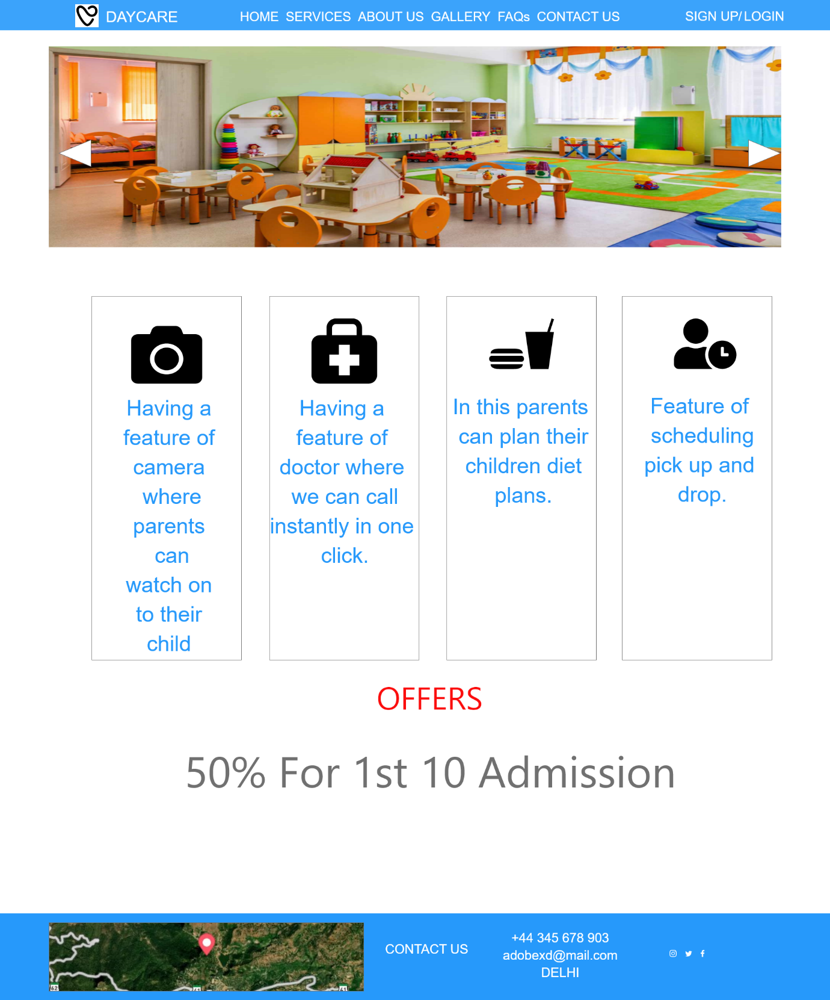 DAYCARE
HOME SERVICES ABOUT US GALLERY FAQs CONTACT US
SIGN UP/LOGIN
Having a
feature of
camera
where
parents
can
watch on
to their
child
Having a
feature of
doctor where
we can call
instantly in one
click.
In this parents
can plan their
children diet
plans.
Feature of
scheduling
pick up and
drop.
OFFERS
50% For 1st 10 Admission
62
61
CONTACT US
+44 345 678 903
adobexd@mail.com
DELHI